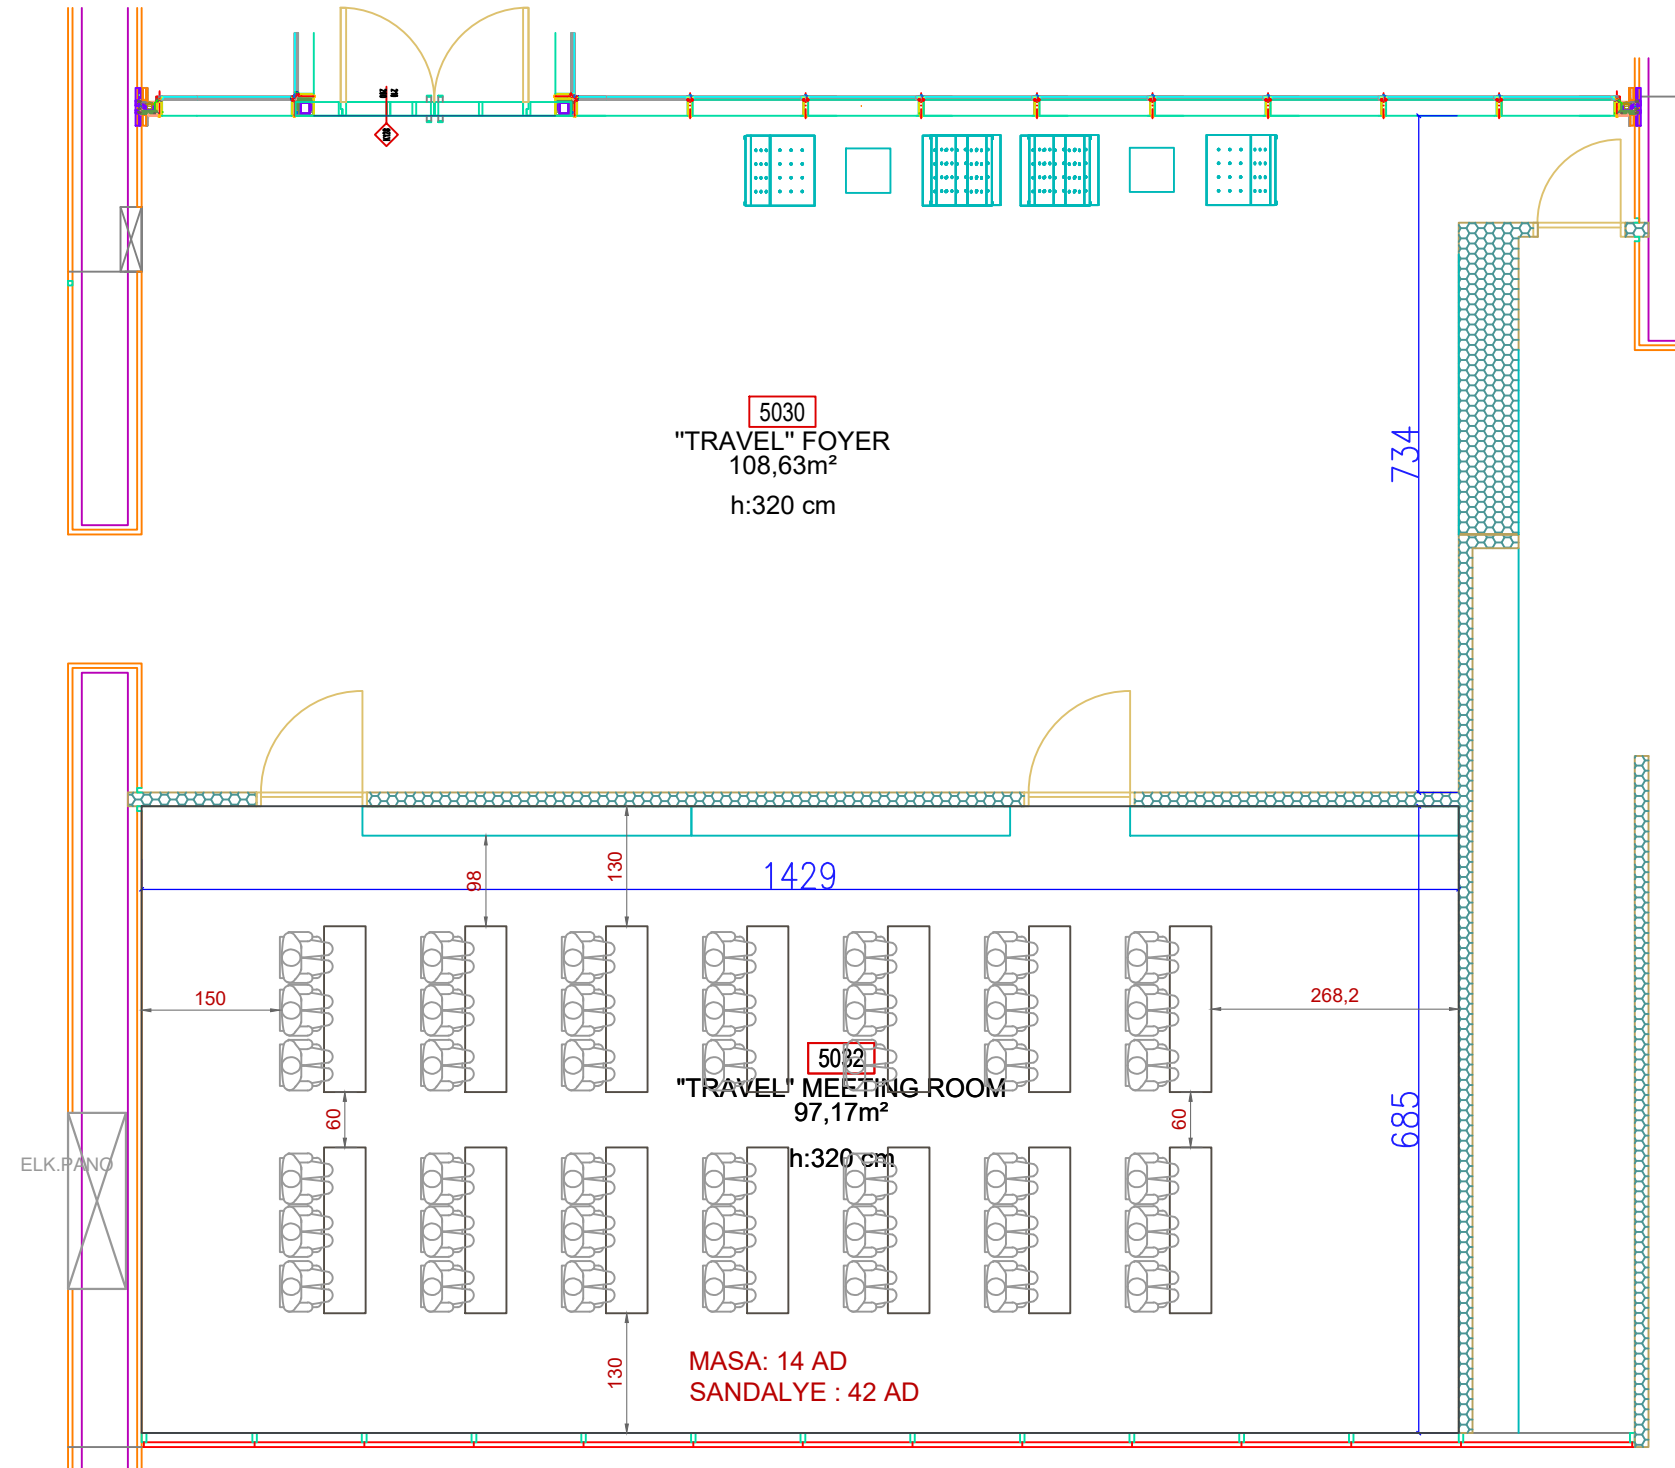 5030
"TRAVEL" FOYER
108,63m²
h:320 cm
734
98
130
1429
150
268,2
5032
"TRAVEL" MEETING ROOM
97,17m²
h:320 cm
60
60
685
ELK.PANO
130
MASA: 14 AD
SANDALYE : 42 AD